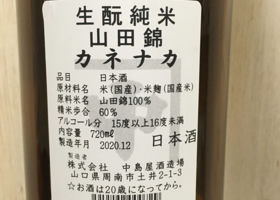 生酛純米
山田錦
カネナカ
品目 日本酒
原材料名 米(国産)・米麹(国産米)
原料米名 山田錦100%
精米歩合 60%
アルコール分 15度以上16度未満
内容量 720ml
製造年月 2020.12
日本酒
製造者
株式会社 中島屋酒造場
山口県周南市土井2-1-3
☆お酒は20歳になってから。